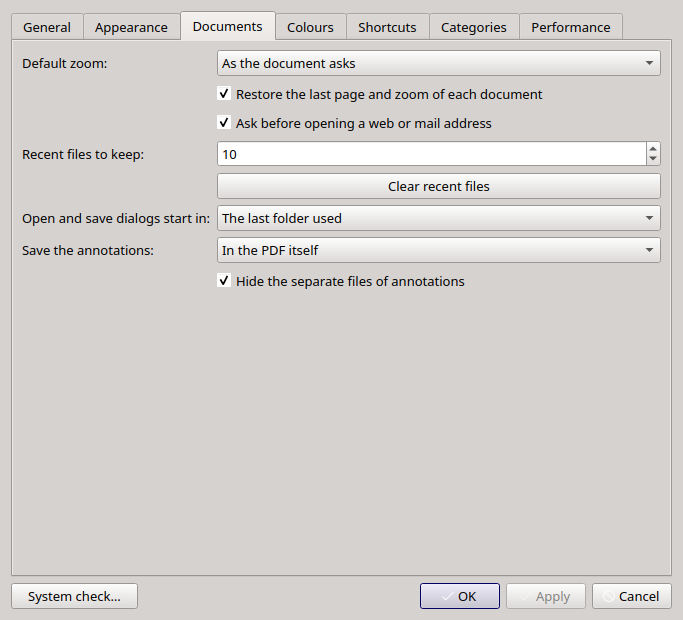 General Appearance Documents Colours Shortcuts Categories Performance
Default zoom: As the document asks
Restore the last page and zoom of each document
Ask before opening a web or mail address
Recent files to keep: 10
Clear recent files
Open and save dialogs start in: The last folder used
Save the annotations: In the PDF itself
Hide the separate files of annotations
System check... OK Apply Cancel